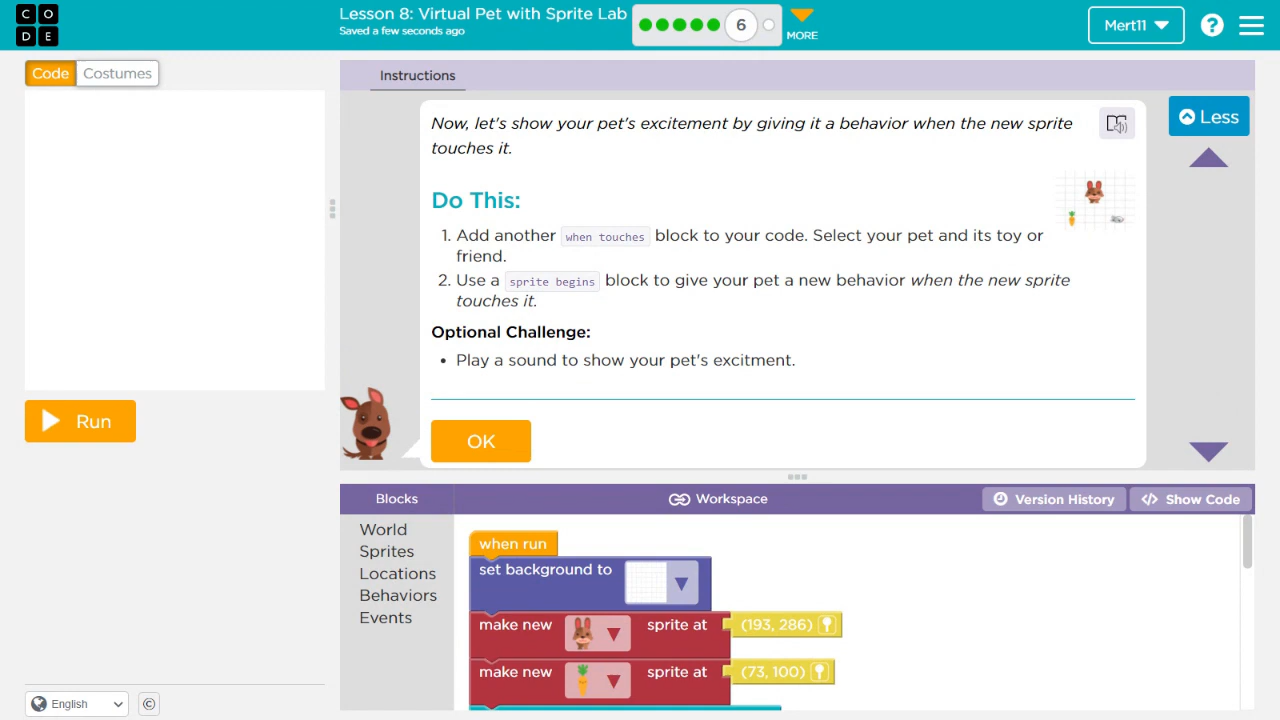 C O
D E
Lesson 8: Virtual Pet with Sprite Lab
Saved a few seconds ago
6
MORE
Mert11
?
Code
Costumes
Instructions
Now, let's show your pet's excitement by giving it a behavior when the new sprite
touches it.
Less
Do This:
1. Add another when touches block to your code. Select your pet and its toy or
friend.
2. Use a sprite begins block to give your pet a new behavior when the new sprite
touches it.
Optional Challenge:
• Play a sound to show your pet's excitment.
OK
Run
Blocks
Workspace
Version History
</> Show Code
World
Sprites
Locations
Behaviors
Events
when run
set background to
make new sprite at (193, 286)
make new sprite at (73, 100)
English
©